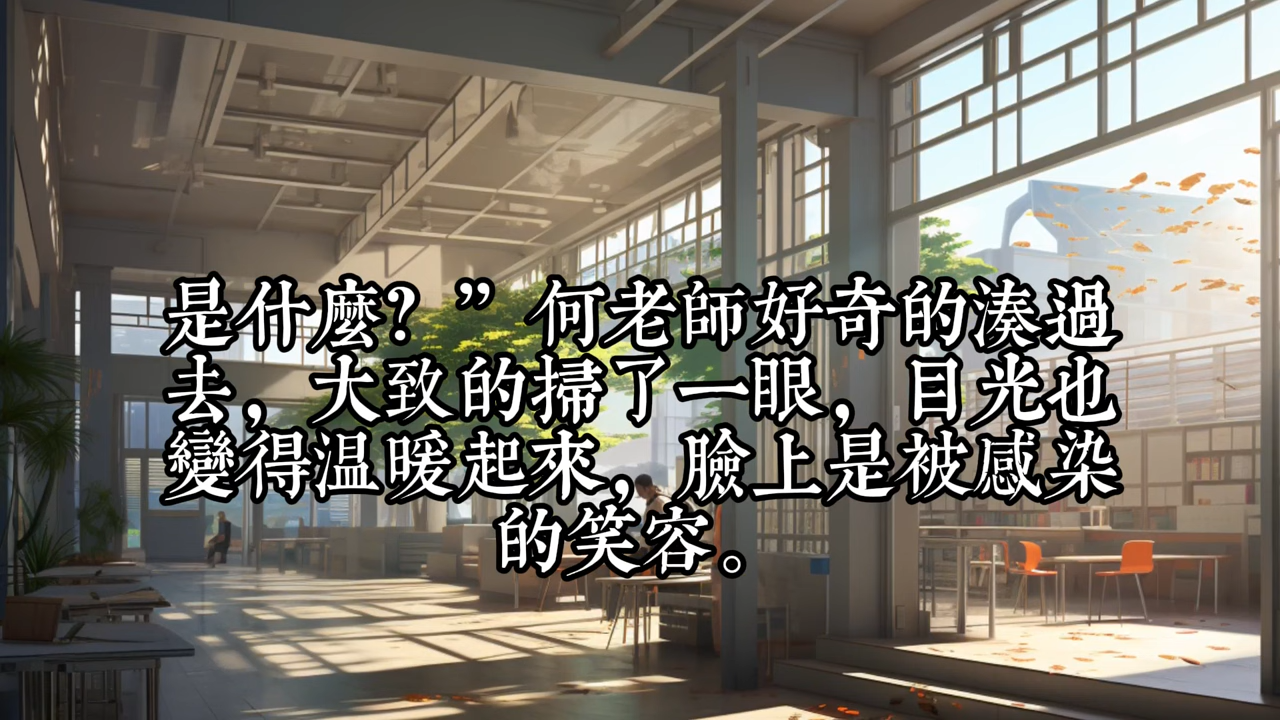 是什麼？”何老師好奇的湊過
去，大致的掃了一眼，目光也
變得温暖起來，臉上是被感染
的笑容。